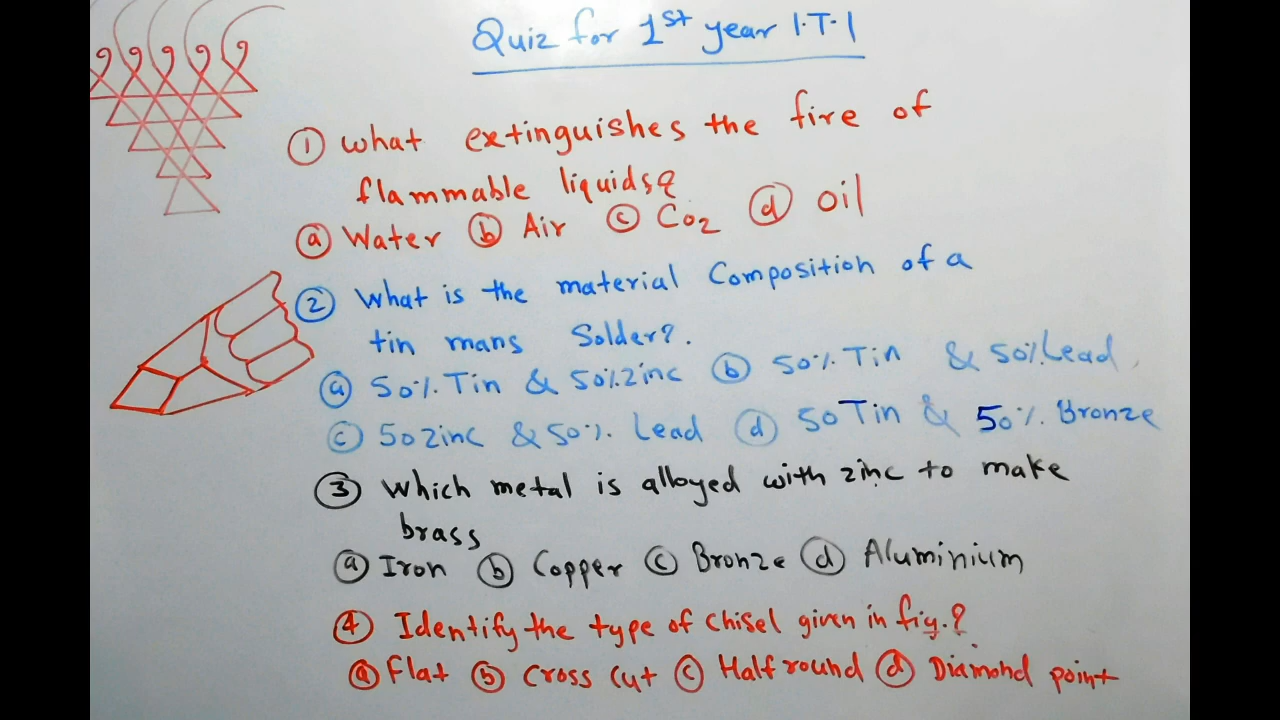 Quiz for 1st year I.T.I
① What extinguishes the fire of
flammable liquids?
ⓐ Water ⓑ Air ⓒ Co2 ⓓ oil
② What is the material Composition of a
tin mans Solder?.
ⓐ 50% Tin & 50% zinc ⓑ 50% Tin & 50% Lead
ⓒ 50 zinc & 50% Lead ⓓ 50 Tin & 50% Bronze
③ Which metal is alloyed with zinc to make
brass
ⓐ Iron ⓑ Copper ⓒ Bronze ⓓ Aluminium
④ Identify the type of chisel given in fig.?
ⓐ Flat ⓑ Cross Cut ⓒ Half round ⓓ Diamond point